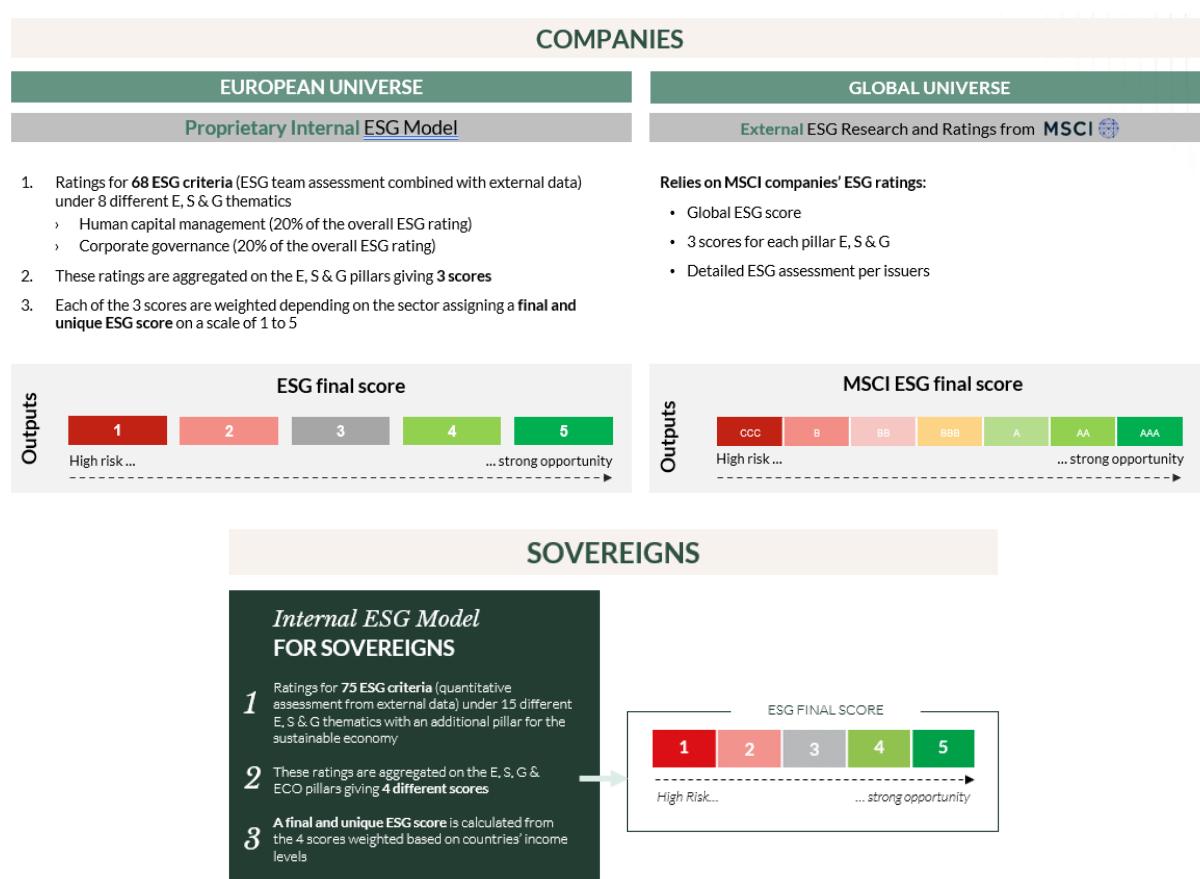 COMPANIES
EUROPEAN UNIVERSE
Proprietary Internal ESG Model
1. Ratings for 68 ESG criteria (ESG team assessment combined with external data)
under 8 different E, S & G thematics
› Human capital management (20% of the overall ESG rating)
› Corporate governance (20% of the overall ESG rating)
2. These ratings are aggregated on the E, S & G pillars giving 3 scores
3. Each of the 3 scores are weighted depending on the sector assigning a final and
unique ESG score on a scale of 1 to 5
Outputs
ESG final score
1 2 3 4 5
High risk ... ... strong opportunity
GLOBAL UNIVERSE
External ESG Research and Ratings from MSCI
Relies on MSCI companies’ ESG ratings:
• Global ESG score
• 3 scores for each pillar E, S & G
• Detailed ESG assessment per issuers
Outputs
MSCI ESG final score
CCC B BB BBB A AA AAA
High risk ... ... strong opportunity
SOVEREIGNS
Internal ESG Model
FOR SOVEREIGNS
1 Ratings for 75 ESG criteria (quantitative
assessment from external data) under 15 different
E, S & G thematics with an additional pillar for the
sustainable economy
2 These ratings are aggregated on the E, S, G &
ECO pillars giving 4 different scores
3 A final and unique ESG score is calculated from
the 4 scores weighted based on countries’ income
levels
ESG FINAL SCORE
1 2 3 4 5
High Risk... ... strong opportunity